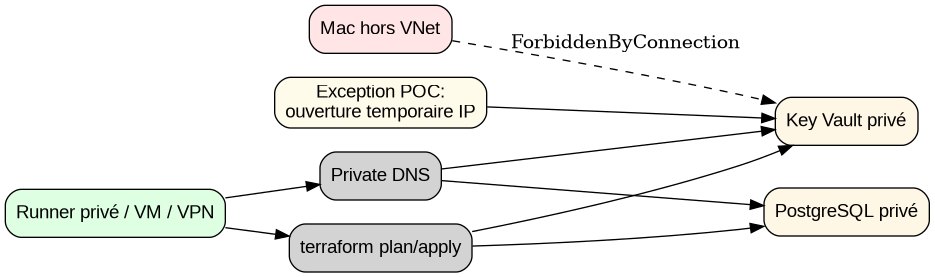 Mac hors VNet
ForbiddenByConnection
Exception POC:
ouverture temporaire IP
Key Vault privé
Private DNS
Runner privé / VM / VPN
PostgreSQL privé
terraform plan/apply